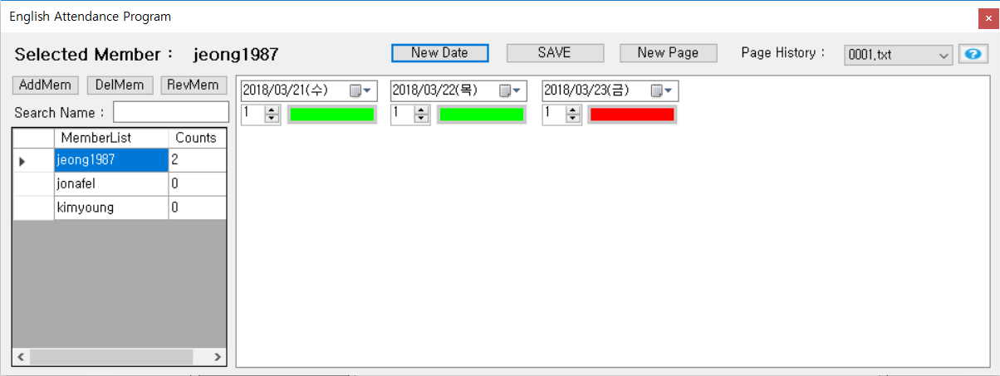 English Attendance Program
Selected Member : jeong1987 New Date SAVE New Page Page History : 0001.txt
AddMem DelMem RevMem
Search Name :
2018/03/21(수) 2018/03/22(목) 2018/03/23(금)
1 1 1
MemberList Counts
jeong1987 2
jonafel 0
kimyoung 0